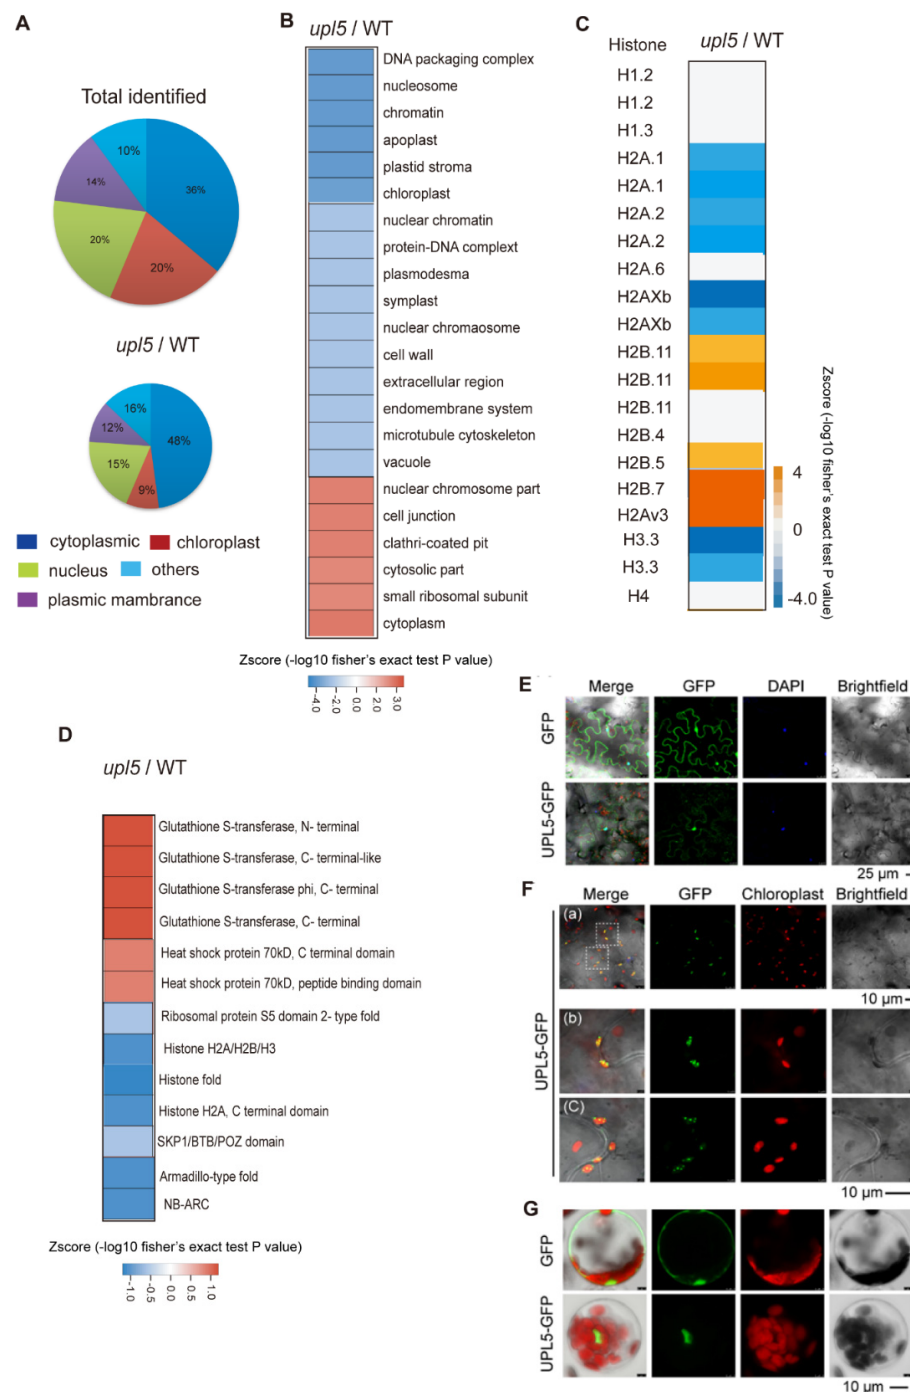 A
Total identified
10%
36%
14%
20%
20%
upl5 / WT
16%
48%
12%
15%
9%
cytoplasmic
chloroplast
nucleus
others
plasmic mambrance
B
upl5 / WT
DNA packaging complex
nucleosome
chromatin
apoplast
plastid stroma
chloroplast
nuclear chromatin
protein-DNA complext
plasmodesma
symplast
nuclear chromaosome
cell wall
extracellular region
endomembrane system
microtubule cytoskeleton
vacuole
nuclear chromosome part
cell junction
clathri-coated pit
cytosolic part
small ribosomal subunit
cytoplasm
Zscore (-log10 fisher's exact test P value)
-4.0
-2.0
0.0
2.0
3.0
C
Histone
upl5 / WT
H1.2
H1.2
H1.3
H2A.1
H2A.1
H2A.2
H2A.2
H2A.6
H2AXb
H2AXb
H2B.11
H2B.11
H2B.11
H2B.4
H2B.5
H2B.7
H2Av3
H3.3
H3.3
H4
4
0
-4.0
Zscore (-log10 fisher's exact test P value)
D
upl5 / WT
Glutathione S-transferase, N- terminal
Glutathione S-transferase, C- terminal-like
Glutathione S-transferase phi, C- terminal
Glutathione S-transferase, C- terminal
Heat shock protein 70kD, C terminal domain
Heat shock protein 70kD, peptide binding domain
Ribosomal protein S5 domain 2- type fold
Histone H2A/H2B/H3
Histone fold
Histone H2A, C terminal domain
SKP1/BTB/POZ domain
Armadillo-type fold
NB-ARC
Zscore (-log10 fisher's exact test P value)
-1.0
-0.5
0.0
0.5
1.0
E
Merge
GFP
DAPI
Brightfield
GFP
UPL5-GFP
25 µm
F
Merge
GFP
Chloroplast
Brightfield
(a)
10 µm
UPL5-GFP
(b)
(C)
10 µm
G
GFP
UPL5-GFP
10 µm